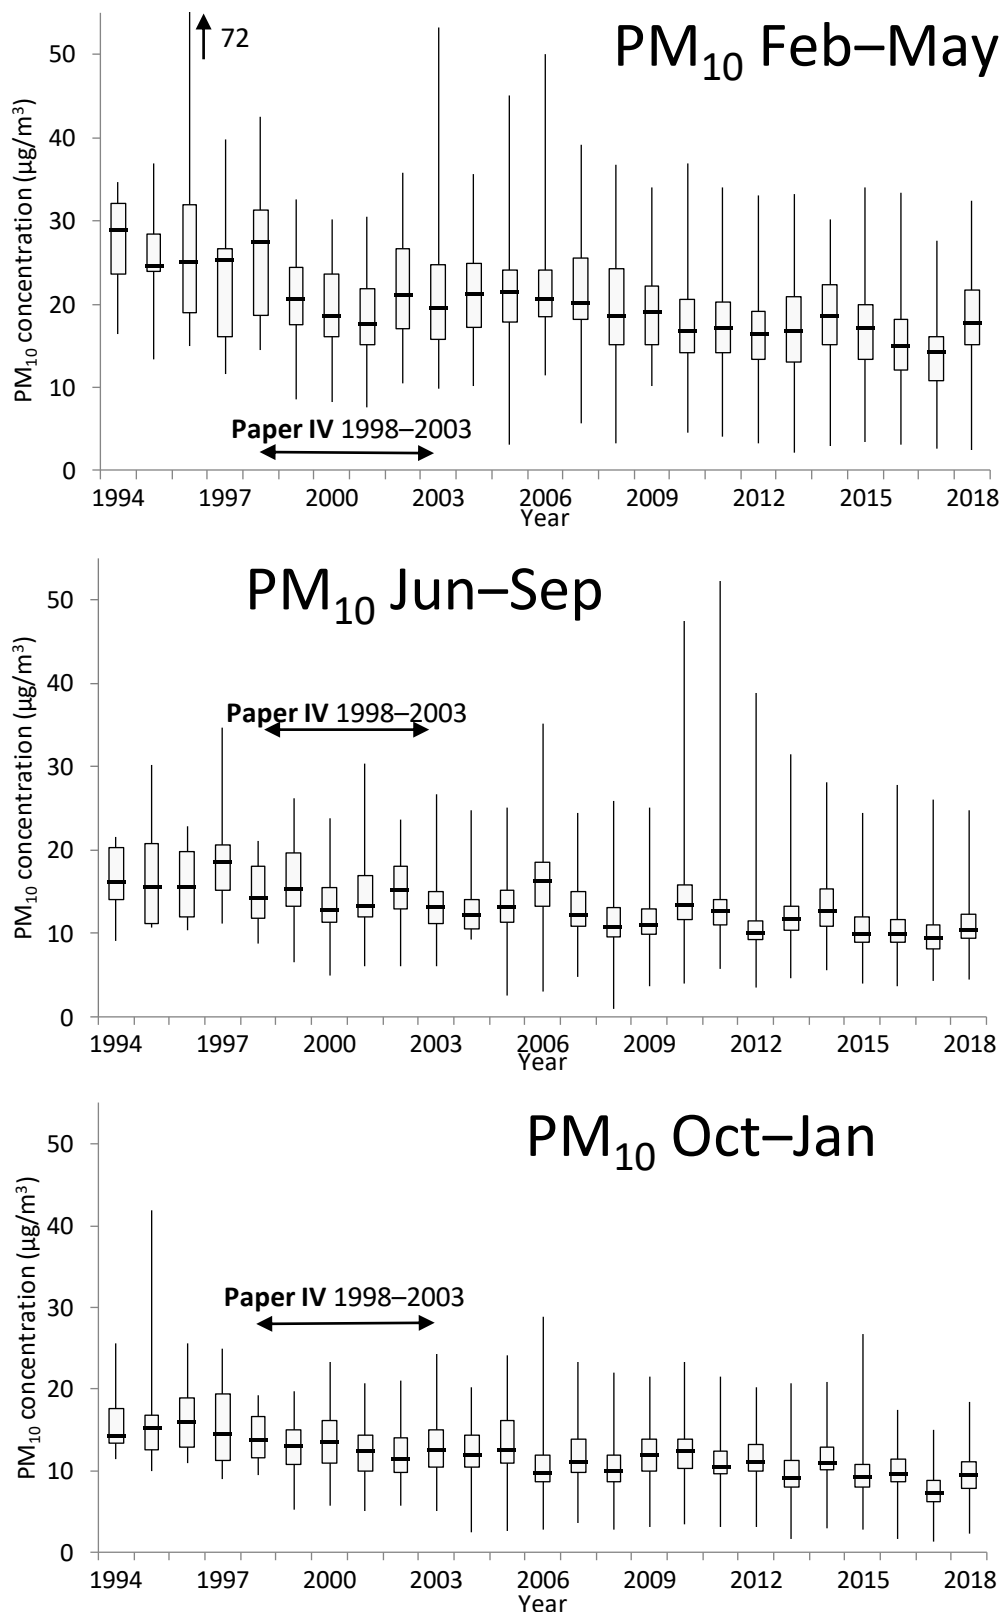 PM10 Feb–May
72
PM10 concentration (µg/m³)
50
40
30
20
10
0
Paper IV 1998–2003
1994 1997 2000 2003 2006 2009 2012 2015 2018
Year
PM10 Jun–Sep
PM10 concentration (µg/m³)
50
40
30
20
10
0
Paper IV 1998–2003
1994 1997 2000 2003 2006 2009 2012 2015 2018
Year
PM10 Oct–Jan
PM10 concentration (µg/m³)
50
40
30
20
10
0
Paper IV 1998–2003
1994 1997 2000 2003 2006 2009 2012 2015 2018
Year